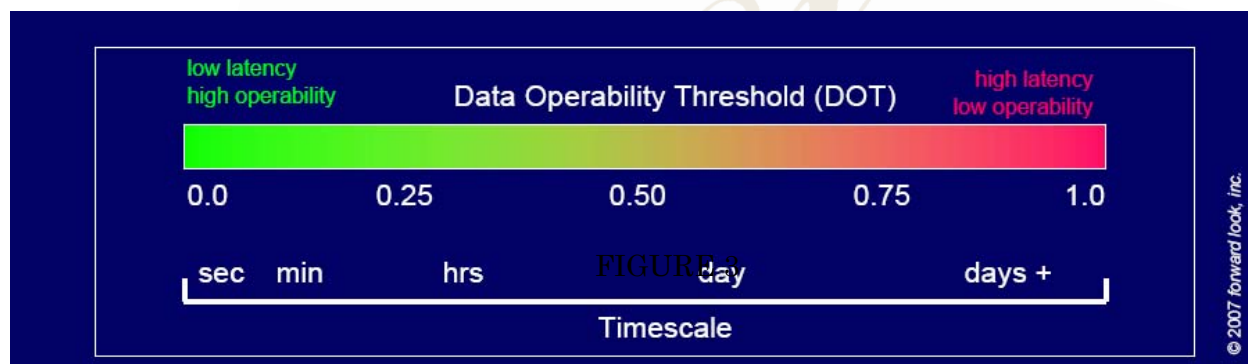 low latency
high operability
Data Operability Threshold (DOT)
high latency
low operability
0.0 0.25 0.50 0.75 1.0
sec min hrs day days +
FIGURE 3
Timescale
© 2007 forward look, inc.